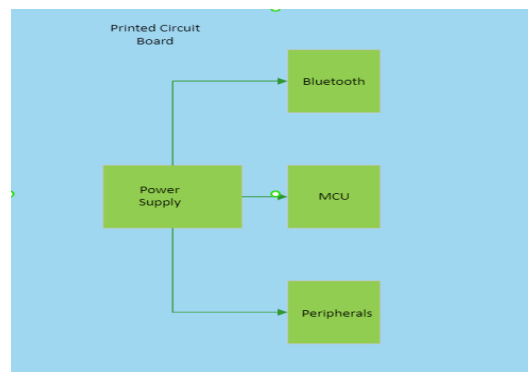 Printed Circuit
Board
Bluetooth
Power
Supply
MCU
Peripherals